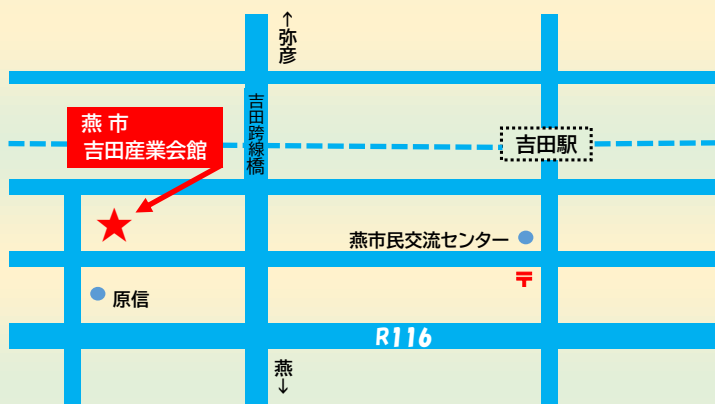 ↑弥彦
燕 市
吉田産業会館
吉田跨線橋
吉田駅
燕市民交流センター
〒
原信
R116
燕↓